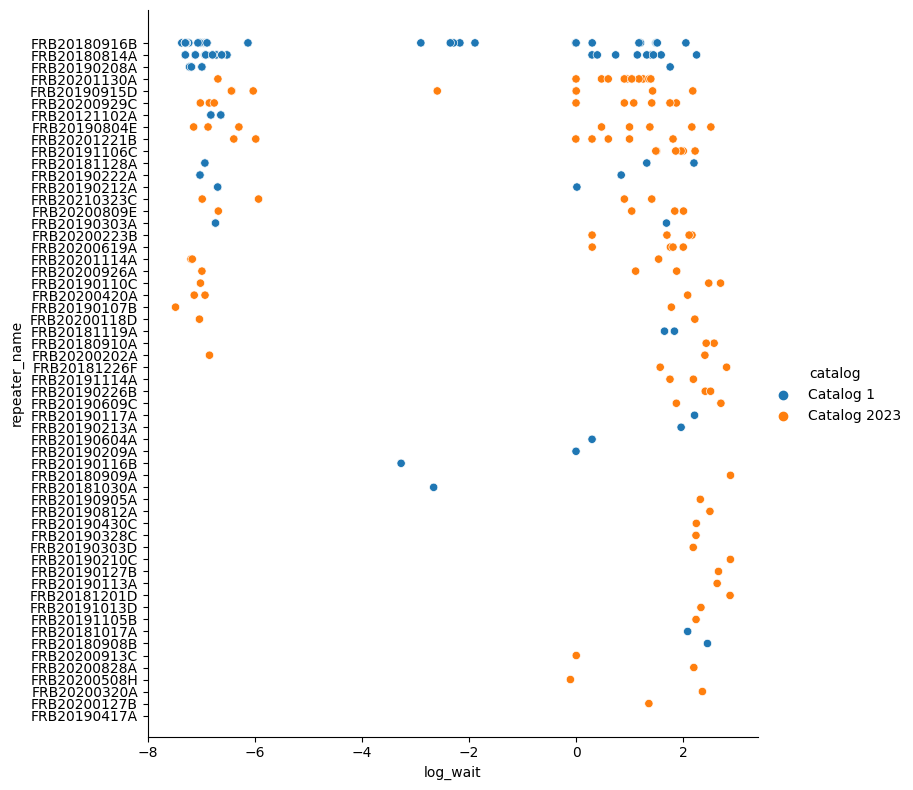 repeater_name
FRB20180916B
FRB20180814A
FRB20190208A
FRB20201130A
FRB20190915D
FRB20200929C
FRB20121102A
FRB20190804E
FRB20201221B
FRB20191106C
FRB20181128A
FRB20190222A
FRB20190212A
FRB20210323C
FRB20200809E
FRB20190303A
FRB20200223B
FRB20200619A
FRB20201114A
FRB20200926A
FRB20190110C
FRB20200420A
FRB20190107B
FRB20200118D
FRB20181119A
FRB20180910A
FRB20200202A
FRB20181226F
FRB20191114A
FRB20190226B
FRB20190609C
FRB20190117A
FRB20190213A
FRB20190604A
FRB20190209A
FRB20190116B
FRB20180909A
FRB20181030A
FRB20190905A
FRB20190812A
FRB20190430C
FRB20190328C
FRB20190303D
FRB20190210C
FRB20190127B
FRB20190113A
FRB20181201D
FRB20191013D
FRB20191105B
FRB20181017A
FRB20180908B
FRB20200913C
FRB20200828A
FRB20200508H
FRB20200320A
FRB20200127B
FRB20190417A
−8 −6 −4 −2 0 2
log_wait
catalog
Catalog 1
Catalog 2023